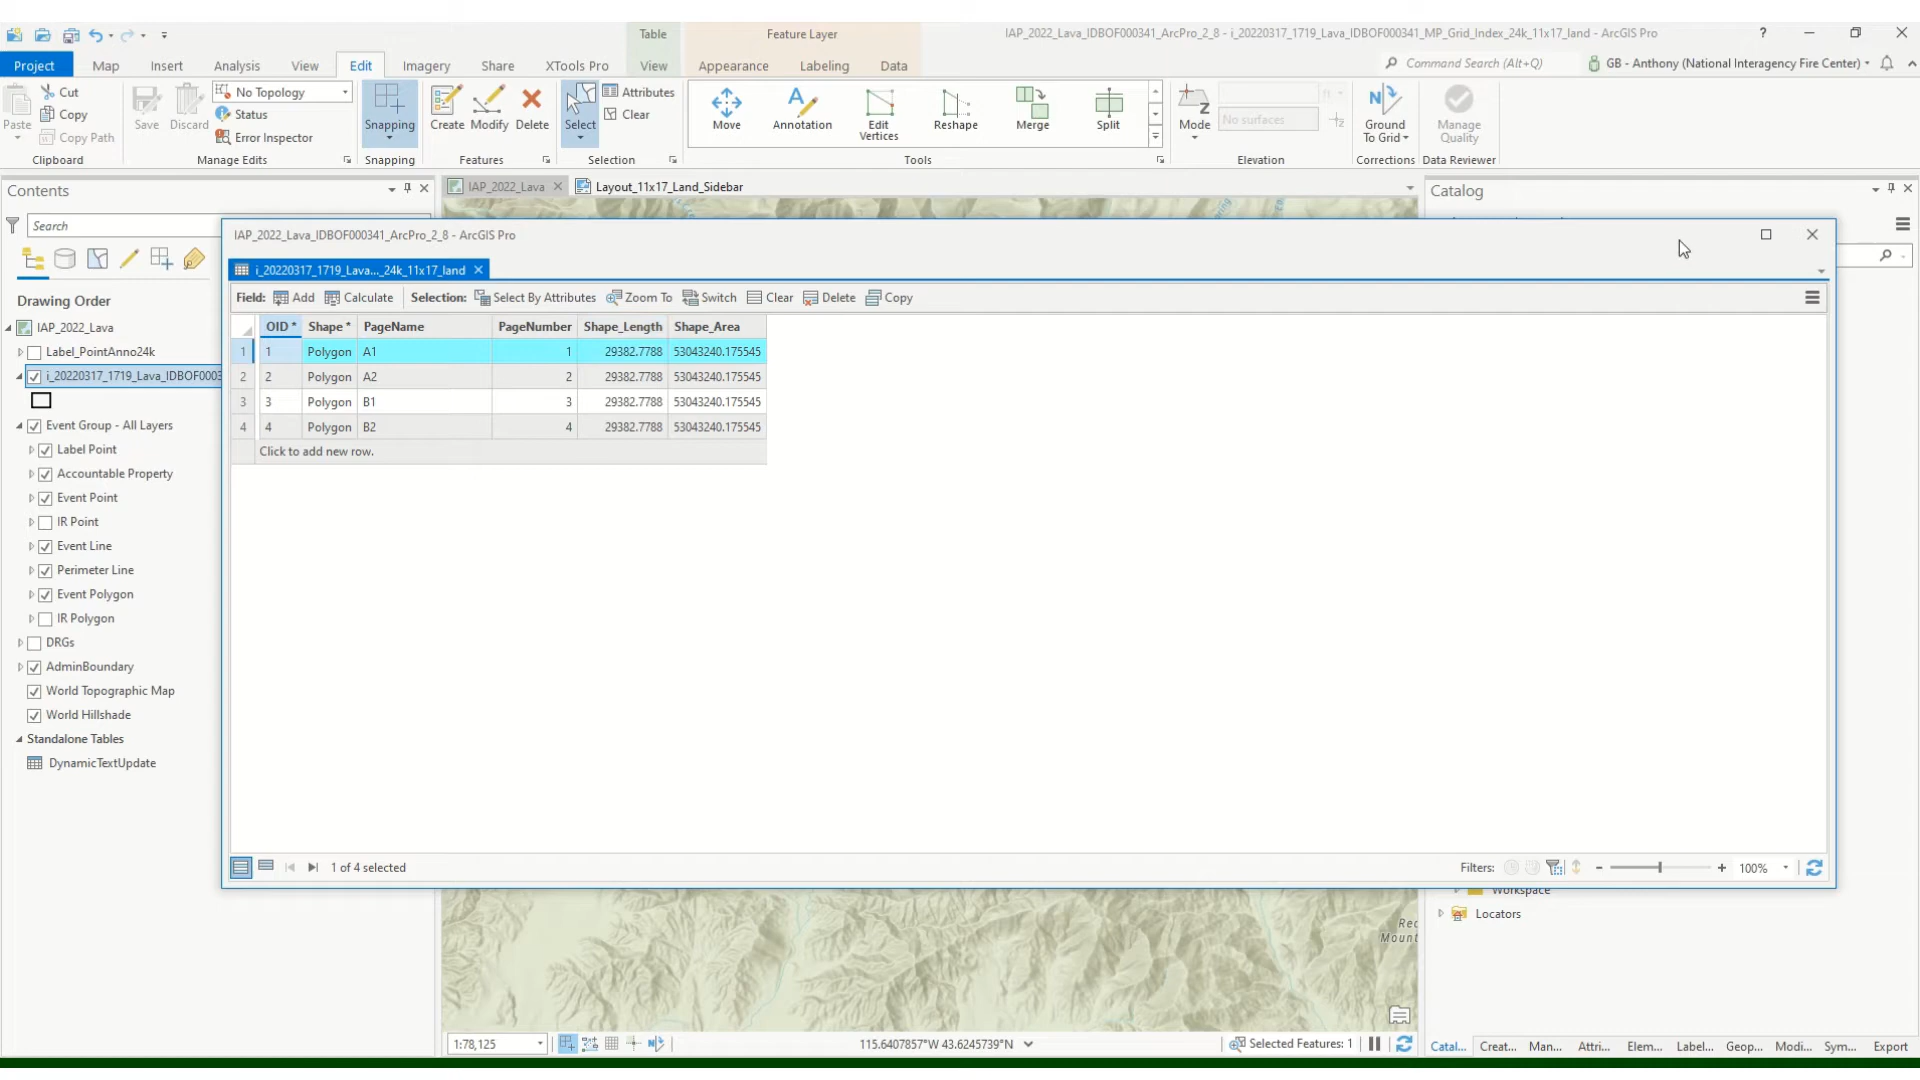 Table
Feature Layer
IAP_2022_Lava_IDBOF000341_ArcPro_2_8 - i_20220317_1719_Lava_IDBOF000341_MP_Grid_Index_24k_11x17_land - ArcGIS Pro
?
Project
Map
Insert
Analysis
View
Edit
Imagery
Share
XTools Pro
View
Appearance
Labeling
Data
Command Search (Alt+Q)
GB - Anthony (National Interagency Fire Center)
Paste
Cut
Copy
Copy Path
Clipboard
Save
Discard
No Topology
Status
Error Inspector
Manage Edits
Snapping
Snapping
Create
Modify
Delete
Features
Select
Attributes
Clear
Selection
Move
Annotation
Edit
Vertices
Reshape
Merge
Split
Tools
Mode
No surfaces
Elevation
Ground
To Grid
Corrections
Manage
Quality
Data Reviewer
Contents
Search
Drawing Order
IAP_2022_Lava
Label_PointAnno24k
i_20220317_1719_Lava_IDBOF0003
Event Group - All Layers
Label Point
Accountable Property
Event Point
IR Point
Event Line
Perimeter Line
Event Polygon
IR Polygon
DRGs
AdminBoundary
World Topographic Map
World Hillshade
Standalone Tables
DynamicTextUpdate
IAP_2022_Lava
Layout_11x17_Land_Sidebar
Catalog
IAP_2022_Lava_IDBOF000341_ArcPro_2_8 - ArcGIS Pro
i_20220317_1719_Lava..._24k_11x17_land
Field: Add Calculate Selection: Select By Attributes Zoom To Switch Clear Delete Copy
OID * Shape * PageName PageNumber Shape_Length Shape_Area
1 1 Polygon A1 1 29382.7788 53043240.175545
2 2 Polygon A2 2 29382.7788 53043240.175545
3 3 Polygon B1 3 29382.7788 53043240.175545
4 4 Polygon B2 4 29382.7788 53043240.175545
Click to add new row.
1 of 4 selected
Filters:
- + 100%
Workspace
Locators
Mount
1:78,125
115.6407857°W 43.6245739°N
Selected Features: 1
Catal... Creat... Man... Attri... Elem... Label... Geop... Modi... Sym... Export